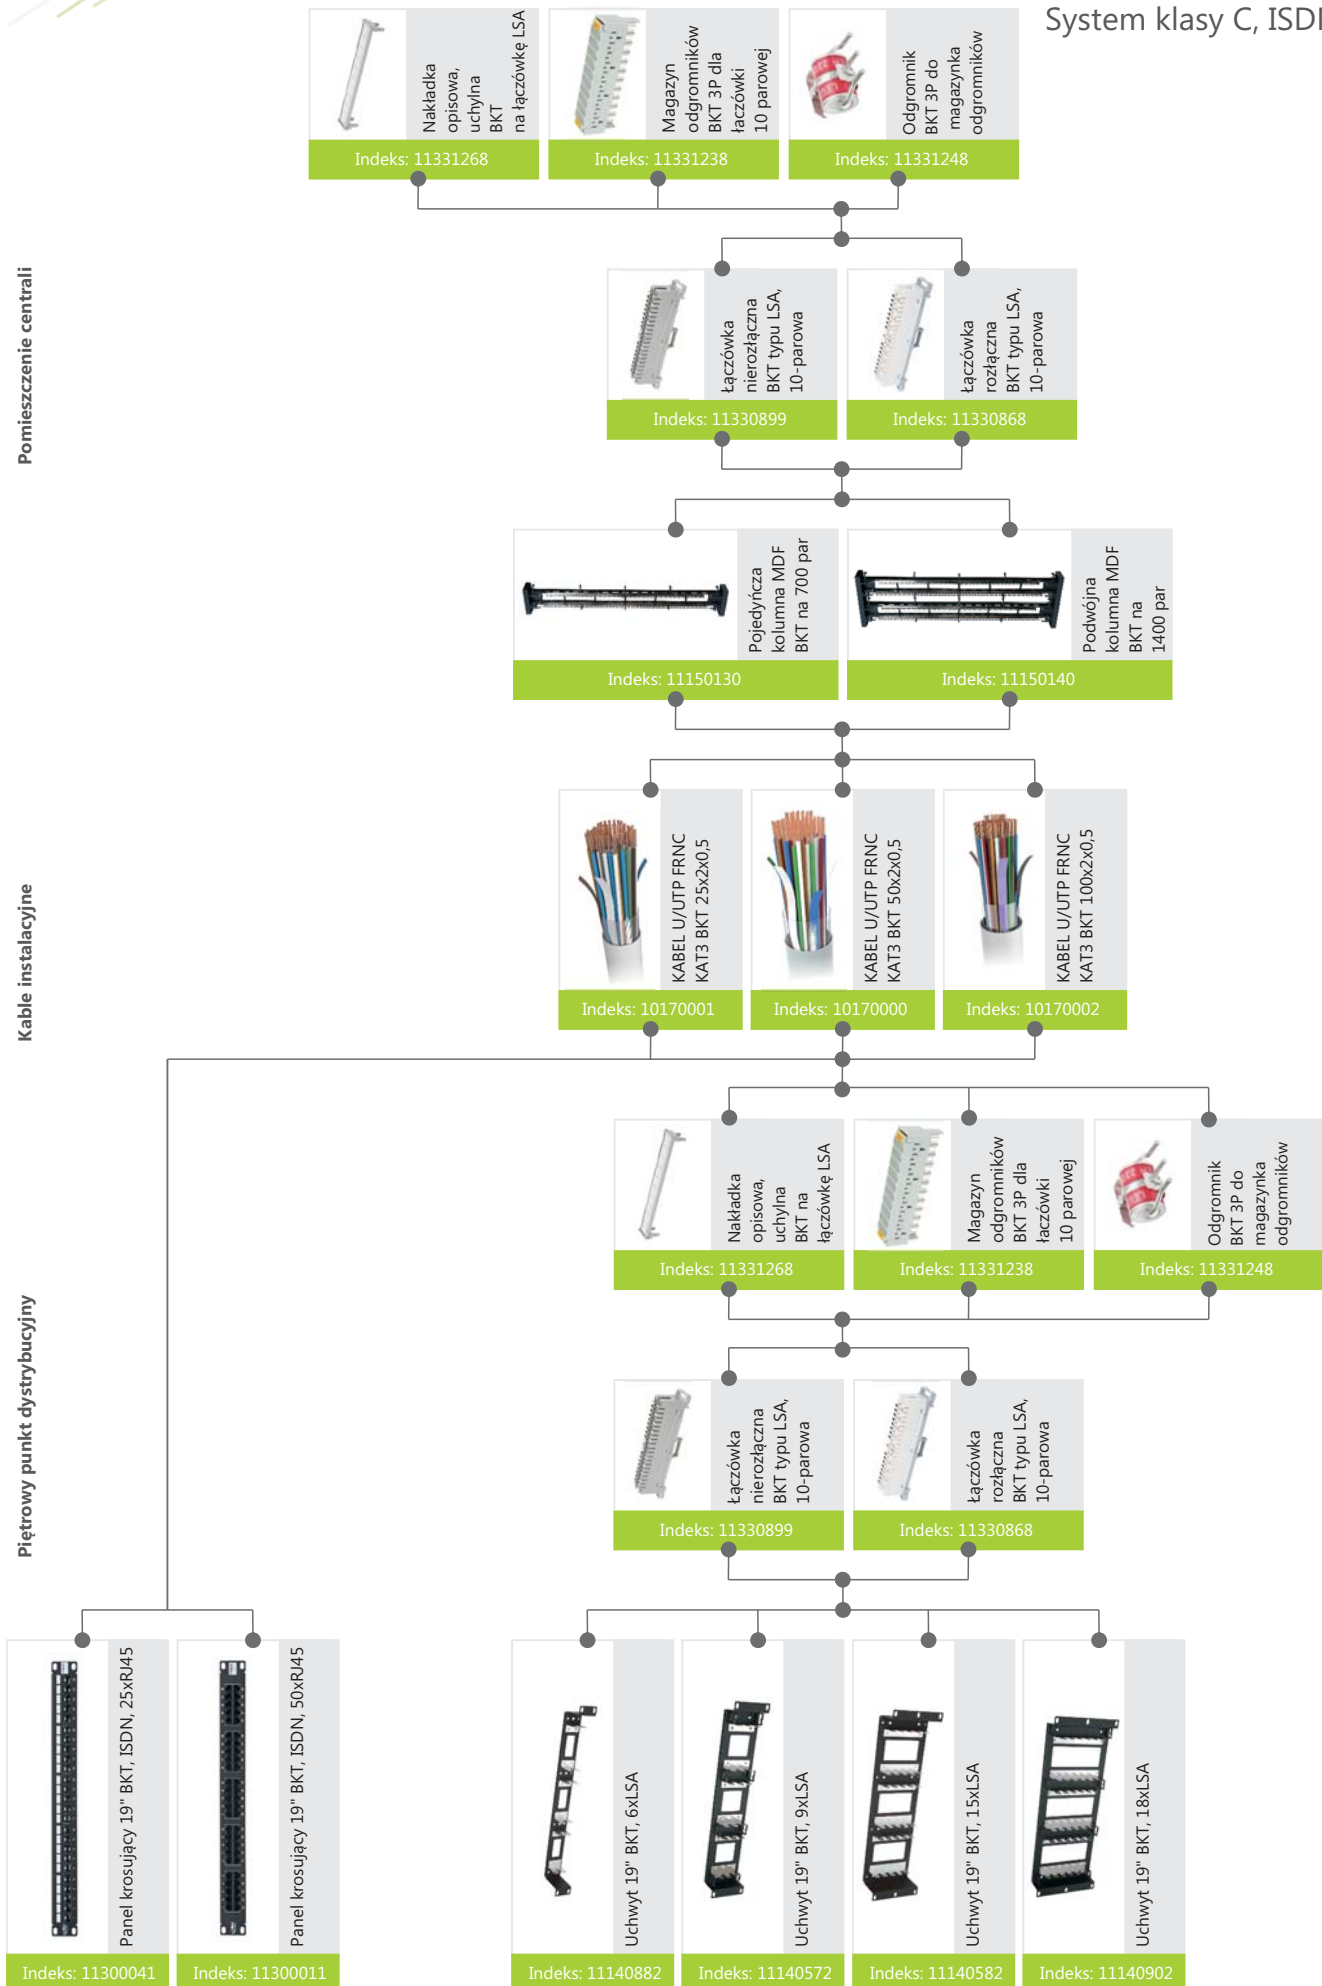 System klasy C, ISDN
Nakładka
opisowa,
uchylna
BKT
na łączówkę LSA
Indeks: 11331268
Magazyn
odgromników
BKT 3P dla
łaczówki
10 parowej
Indeks: 11331238
Odgromnik
BKT 3P do
magazynka
odgromników
Indeks: 11331248
Pomieszczenie centrali
Łączówka
nierozłączna
BKT typu LSA,
10-parowa
Indeks: 11330899
Łączówka
rozłączna
BKT typu LSA,
10-parowa
Indeks: 11330868
Pojedyńcza
kolumna MDF
BKT na 700 par
Indeks: 11150130
Podwójna
kolumna MDF
BKT na
1400 par
Indeks: 11150140
Kable instalacyjne
KABEL U/UTP FRNC
KAT3 BKT 25x2x0,5
Indeks: 10170001
KABEL U/UTP FRNC
KAT3 BKT 50x2x0,5
Indeks: 10170000
KABEL U/UTP FRNC
KAT3 BKT 100x2x0,5
Indeks: 10170002
Piętrowy punkt dystrybucyjny
Nakładka
opisowa,
uchylna
BKT na
łączówkę LSA
Indeks: 11331268
Magazyn
odgromników
BKT 3P dla
łaczówki
10 parowej
Indeks: 11331238
Odgromnik
BKT 3P do
magazynka
odgromników
Indeks: 11331248
Łączówka
nierozłączna
BKT typu LSA,
10-parowa
Indeks: 11330899
Łączówka
rozłączna
BKT typu LSA,
10-parowa
Indeks: 11330868
Panel krosujący 19" BKT, ISDN, 25xRJ45
Indeks: 11300041
Panel krosujący 19" BKT, ISDN, 50xRJ45
Indeks: 11300011
Uchwyt 19" BKT, 6xLSA
Indeks: 11140882
Uchwyt 19" BKT, 9xLSA
Indeks: 11140572
Uchwyt 19" BKT, 15xLSA
Indeks: 11140582
Uchwyt 19" BKT, 18xLSA
Indeks: 11140902